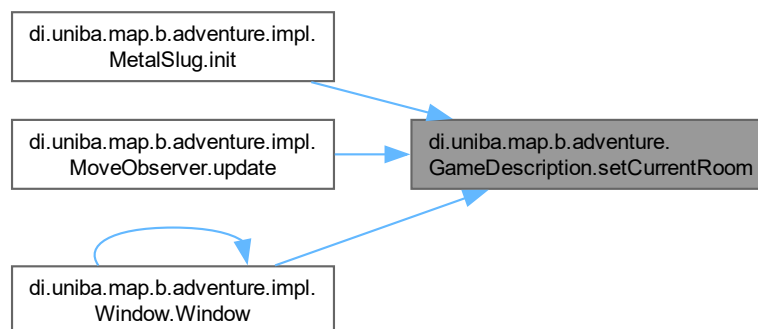 di.uniba.map.b.adventure.impl.
MetalSlug.init
di.uniba.map.b.adventure.impl.
MoveObserver.update
di.uniba.map.b.adventure.
GameDescription.setCurrentRoom
di.uniba.map.b.adventure.impl.
Window.Window